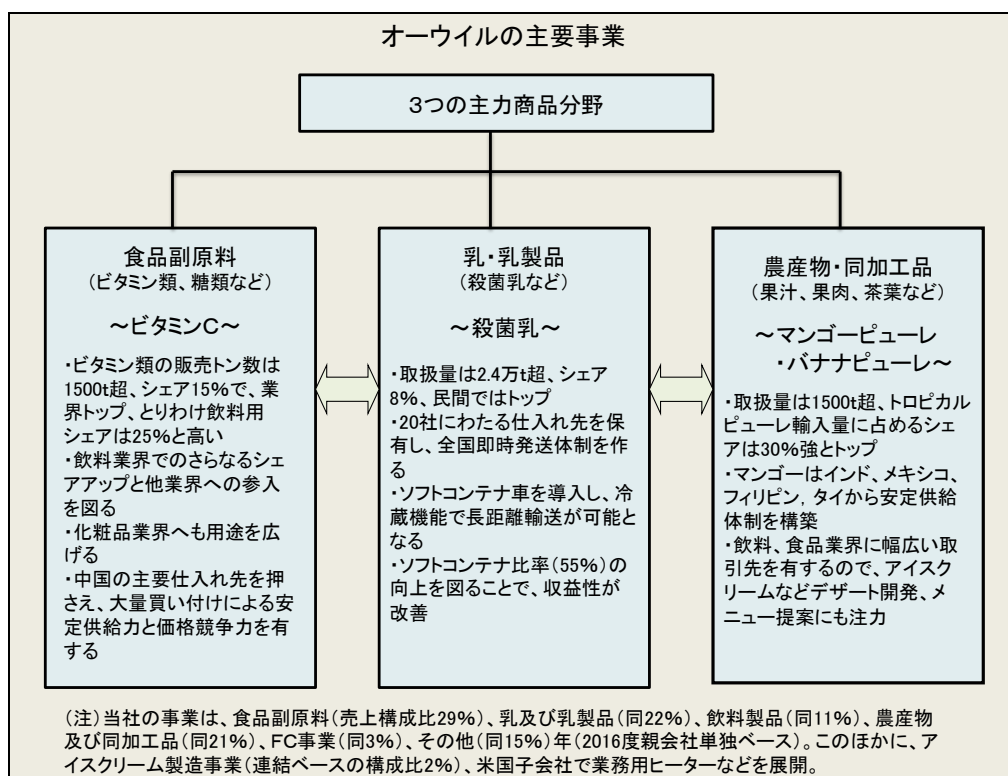 オーウイルの主要事業
3つの主力商品分野
食品副原料
(ビタミン類、糖類など)
～ビタミンC～
・ビタミン類の販売トン数は
1500t超、シェア15%で、業
界トップ、とりわけ飲料用
シェアは25%と高い
・飲料業界でのさらなるシェ
アアップと他業界への参入
を図る
・化粧品業界へも用途を広
げる
・中国の主要仕入れ先を押
さえ、大量買い付けによる安
定供給力と価格競争力を有
する
乳・乳製品
(殺菌乳など)
～殺菌乳～
・取扱量は2.4万t超、シェア
8%、民間ではトップ
・20社にわたる仕入れ先を保
有し、全国即時発送体制を作
る
・ソフトコンテナ車を導入し、冷
蔵機能で長距離輸送が可能と
なる
・ソフトコンテナ比率(55%)の
向上を図ることで、収益性が
改善
農産物・同加工品
(果汁、果肉、茶葉など)
～マンゴーピューレ
・バナナピューレ～
・取扱量は1500t超、トロピカル
ピューレ輸入量に占めるシェ
アは30%強とトップ
・マンゴーはインド、メキシコ、
フィリピン，タイから安定供給
体制を構築
・飲料、食品業界に幅広い取
引先を有するので、アイスク
リームなどデザート開発、メ
ニュー提案にも注力
(注)当社の事業は、食品副原料(売上構成比29%)、乳及び乳製品(同22%)、飲料製品(同11%)、農産物
及び同加工品(同21%)、FC事業(同3%)、その他(同15%)年(2016度親会社単独ベース)。このほかに、ア
イスクリーム製造事業(連結ベースの構成比2%)、米国子会社で業務用ヒーターなどを展開。